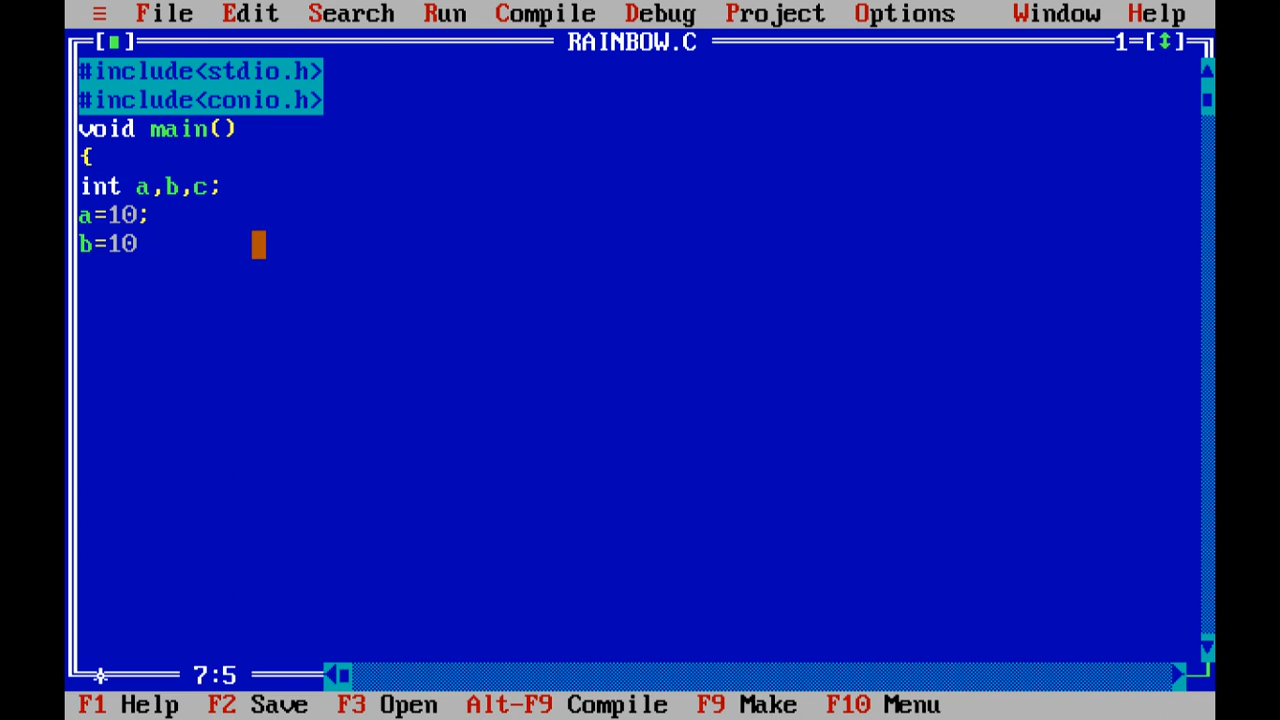 ≡ File Edit Search Run Compile Debug Project Options Window Help
[■] RAINBOW.C 1=[↕]
#include<stdio.h>
#include<conio.h>
void main()
{
int a,b,c;
a=10;
b=10
7:5
F1 Help F2 Save F3 Open Alt-F9 Compile F9 Make F10 Menu